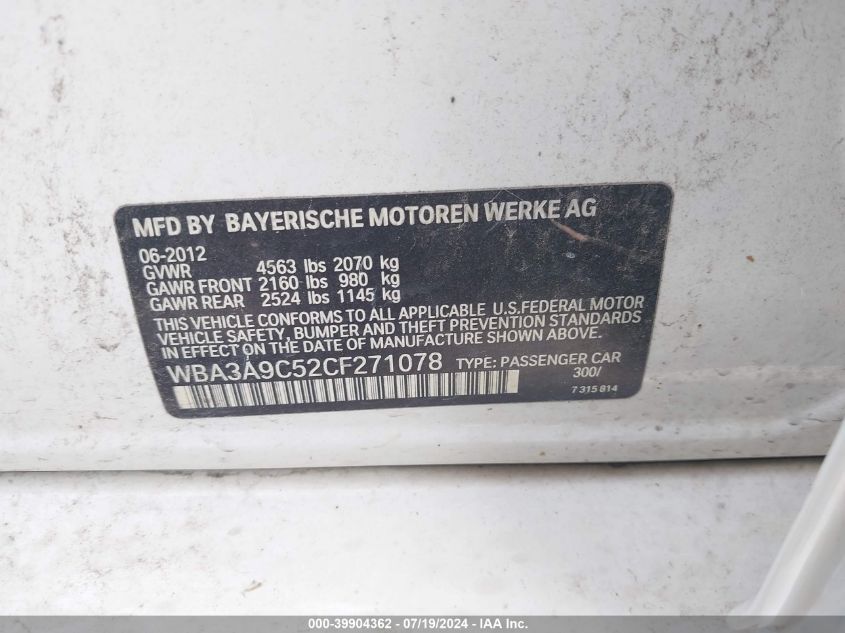 MFD BY BAYERISCHE MOTOREN WERKE AG
06-2012
GVWR 4563 lbs 2070 kg
GAWR FRONT 2160 lbs 980 kg
GAWR REAR 2524 lbs 1145 kg
THIS VEHICLE CONFORMS TO ALL APPLICABLE U.S.FEDERAL MOTOR
VEHICLE SAFETY, BUMPER AND THEFT PREVENTION STANDARDS
IN EFFECT ON THE DATE OF MANUFACTURE SHOWN ABOVE.
WBA3A9C52CF271078 TYPE: PASSENGER CAR
300/
7 315 814
000-39904362 - 07/19/2024 - IAA Inc.